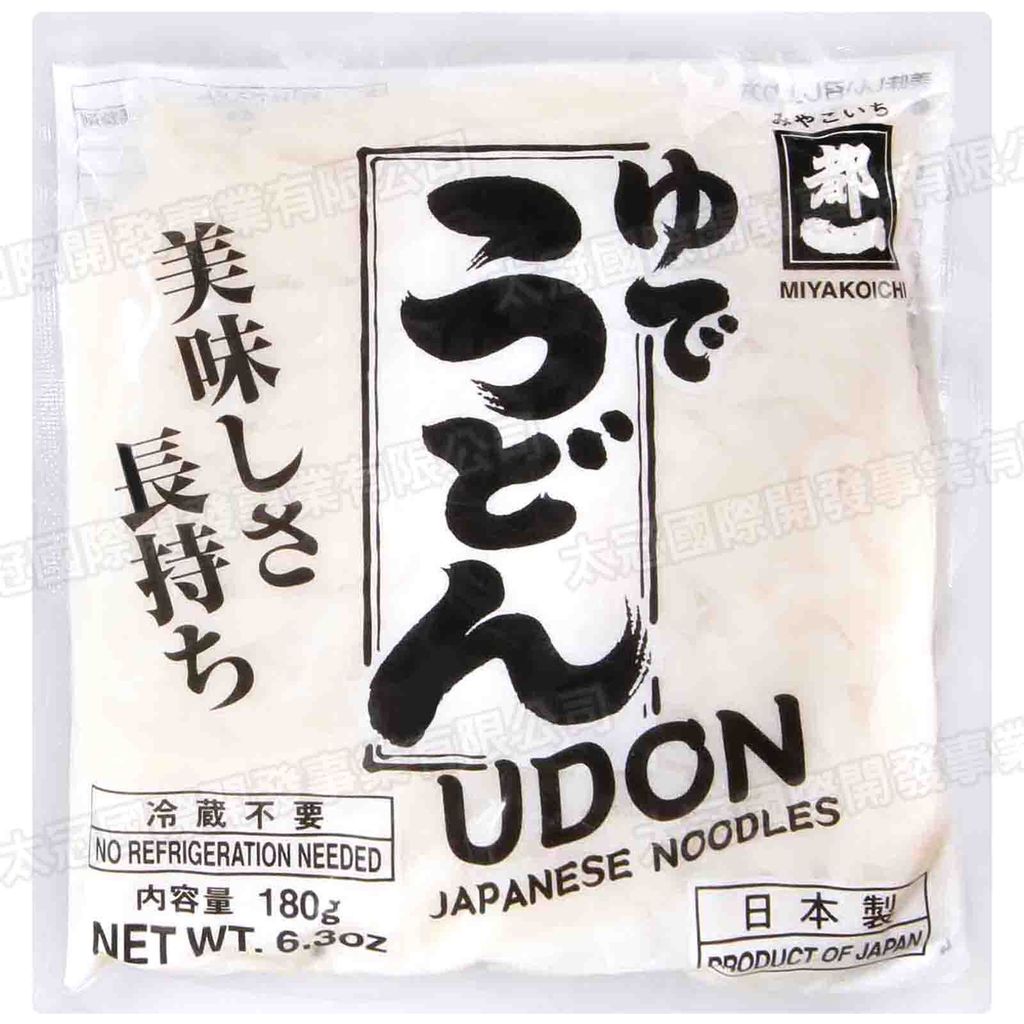 みやこいち
都一
MIYAKOICHI
ゆで
うどん
美味しさ
長持ち
UDON
JAPANESE NOODLES
冷蔵不要
NO REFRIGERATION NEEDED
内容量 180g
NET WT. 6.3OZ
日本製
PRODUCT OF JAPAN
太冠國際開發事業有限公司